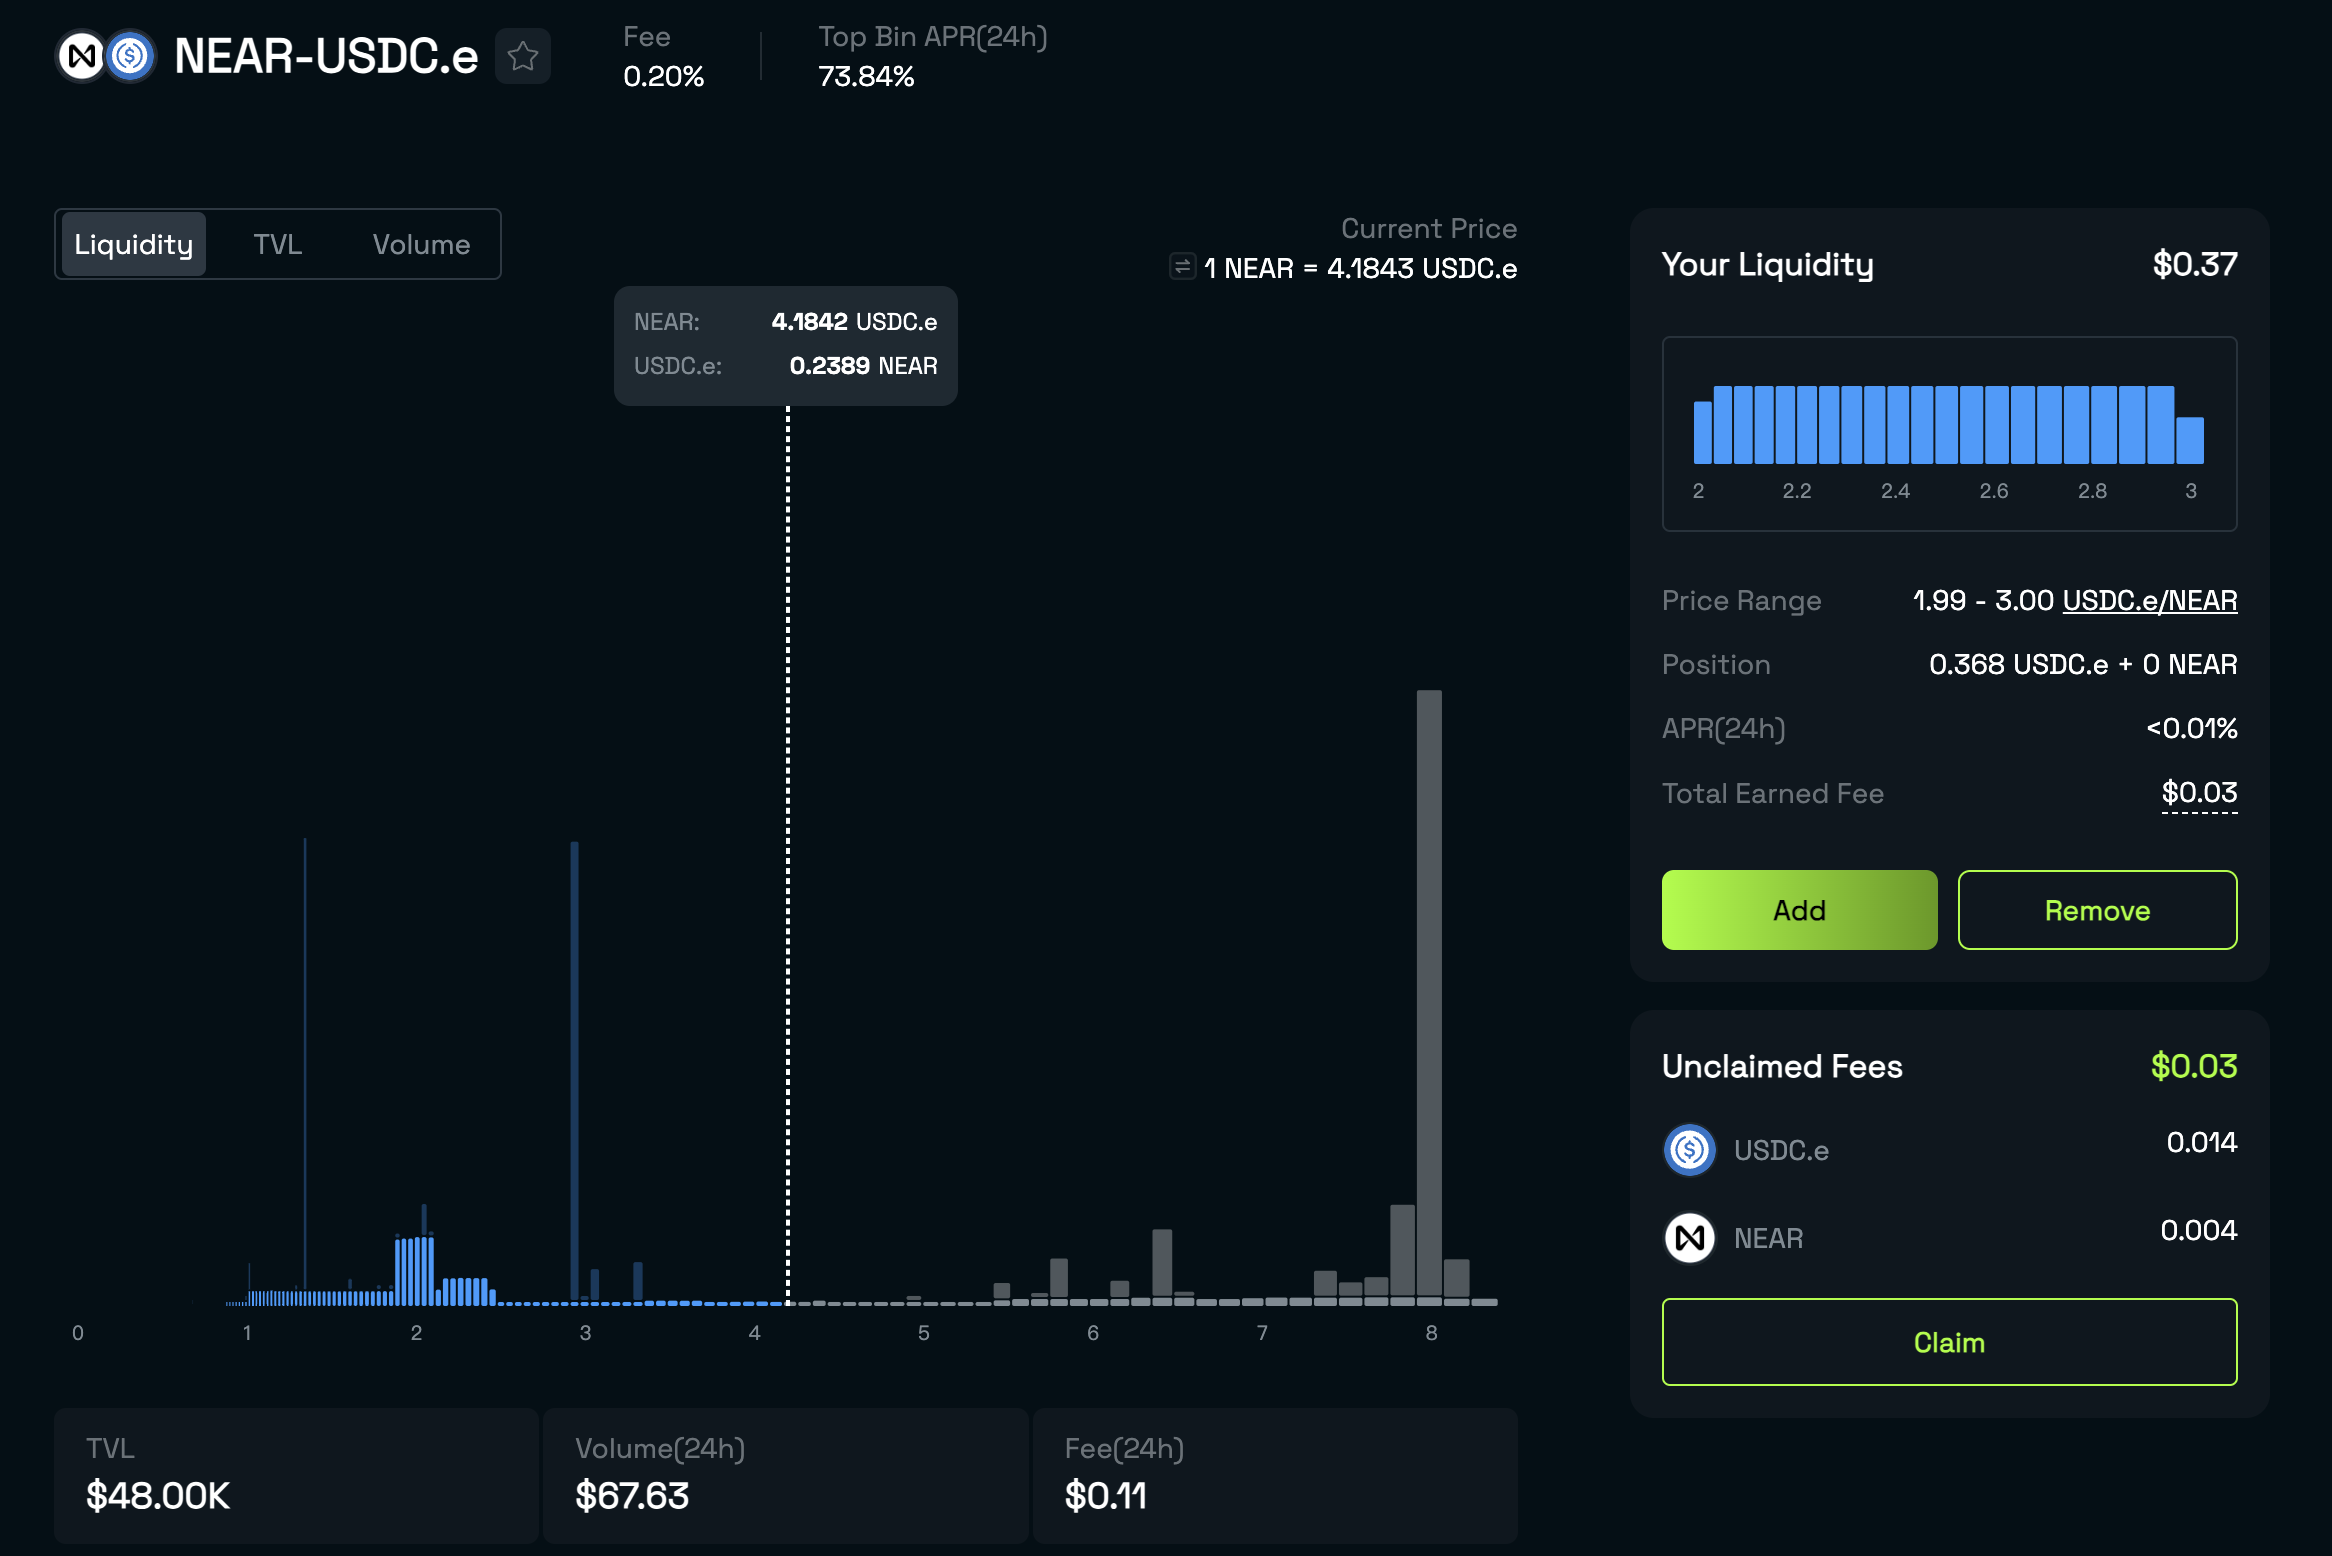 NEAR-USDC.e
Fee
0.20%
Top Bin APR(24h)
73.84%
Liquidity
TVL
Volume
Current Price
1 NEAR = 4.1843 USDC.e
NEAR: 4.1842 USDC.e
USDC.e: 0.2389 NEAR
0 1 2 3 4 5 6 7 8
TVL
$48.00K
Volume(24h)
$67.63
Fee(24h)
$0.11
Your Liquidity $0.37
2 2.2 2.4 2.6 2.8 3
Price Range 1.99 - 3.00 USDC.e/NEAR
Position 0.368 USDC.e + 0 NEAR
APR(24h) <0.01%
Total Earned Fee $0.03
Add
Remove
Unclaimed Fees $0.03
USDC.e 0.014
NEAR 0.004
Claim